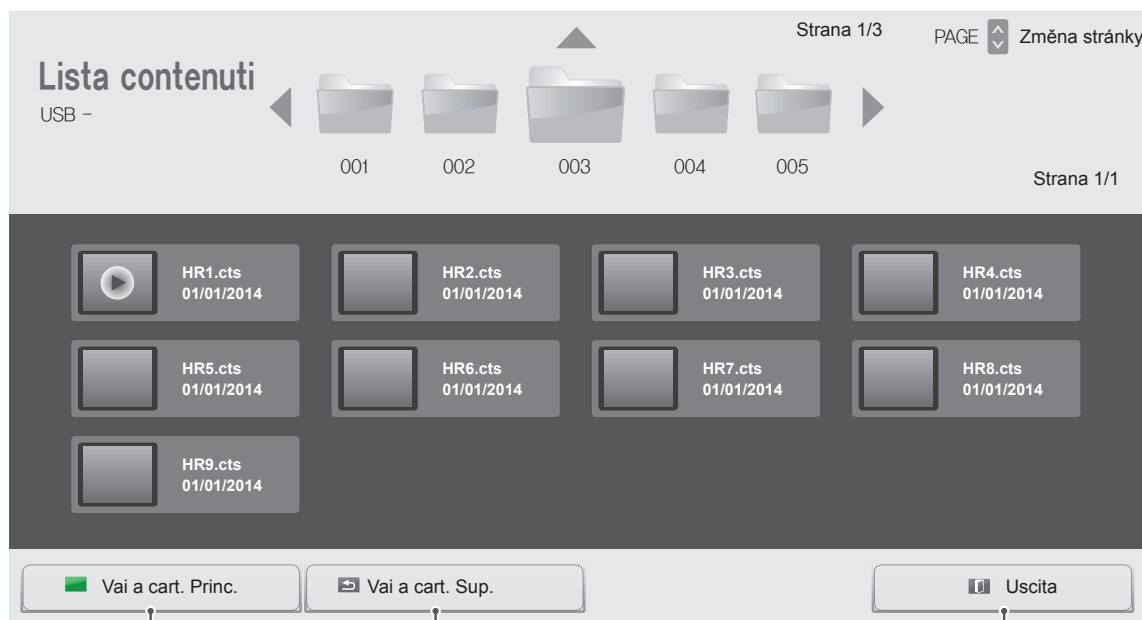 Strana 1/3
PAGE Změna stránky
Lista contenuti
USB -
001 002 003 004 005
Strana 1/1
HR1.cts
01/01/2014
HR2.cts
01/01/2014
HR3.cts
01/01/2014
HR4.cts
01/01/2014
HR5.cts
01/01/2014
HR6.cts
01/01/2014
HR7.cts
01/01/2014
HR8.cts
01/01/2014
HR9.cts
01/01/2014
Vai a cart. Princ.
Vai a cart. Sup.
Uscita